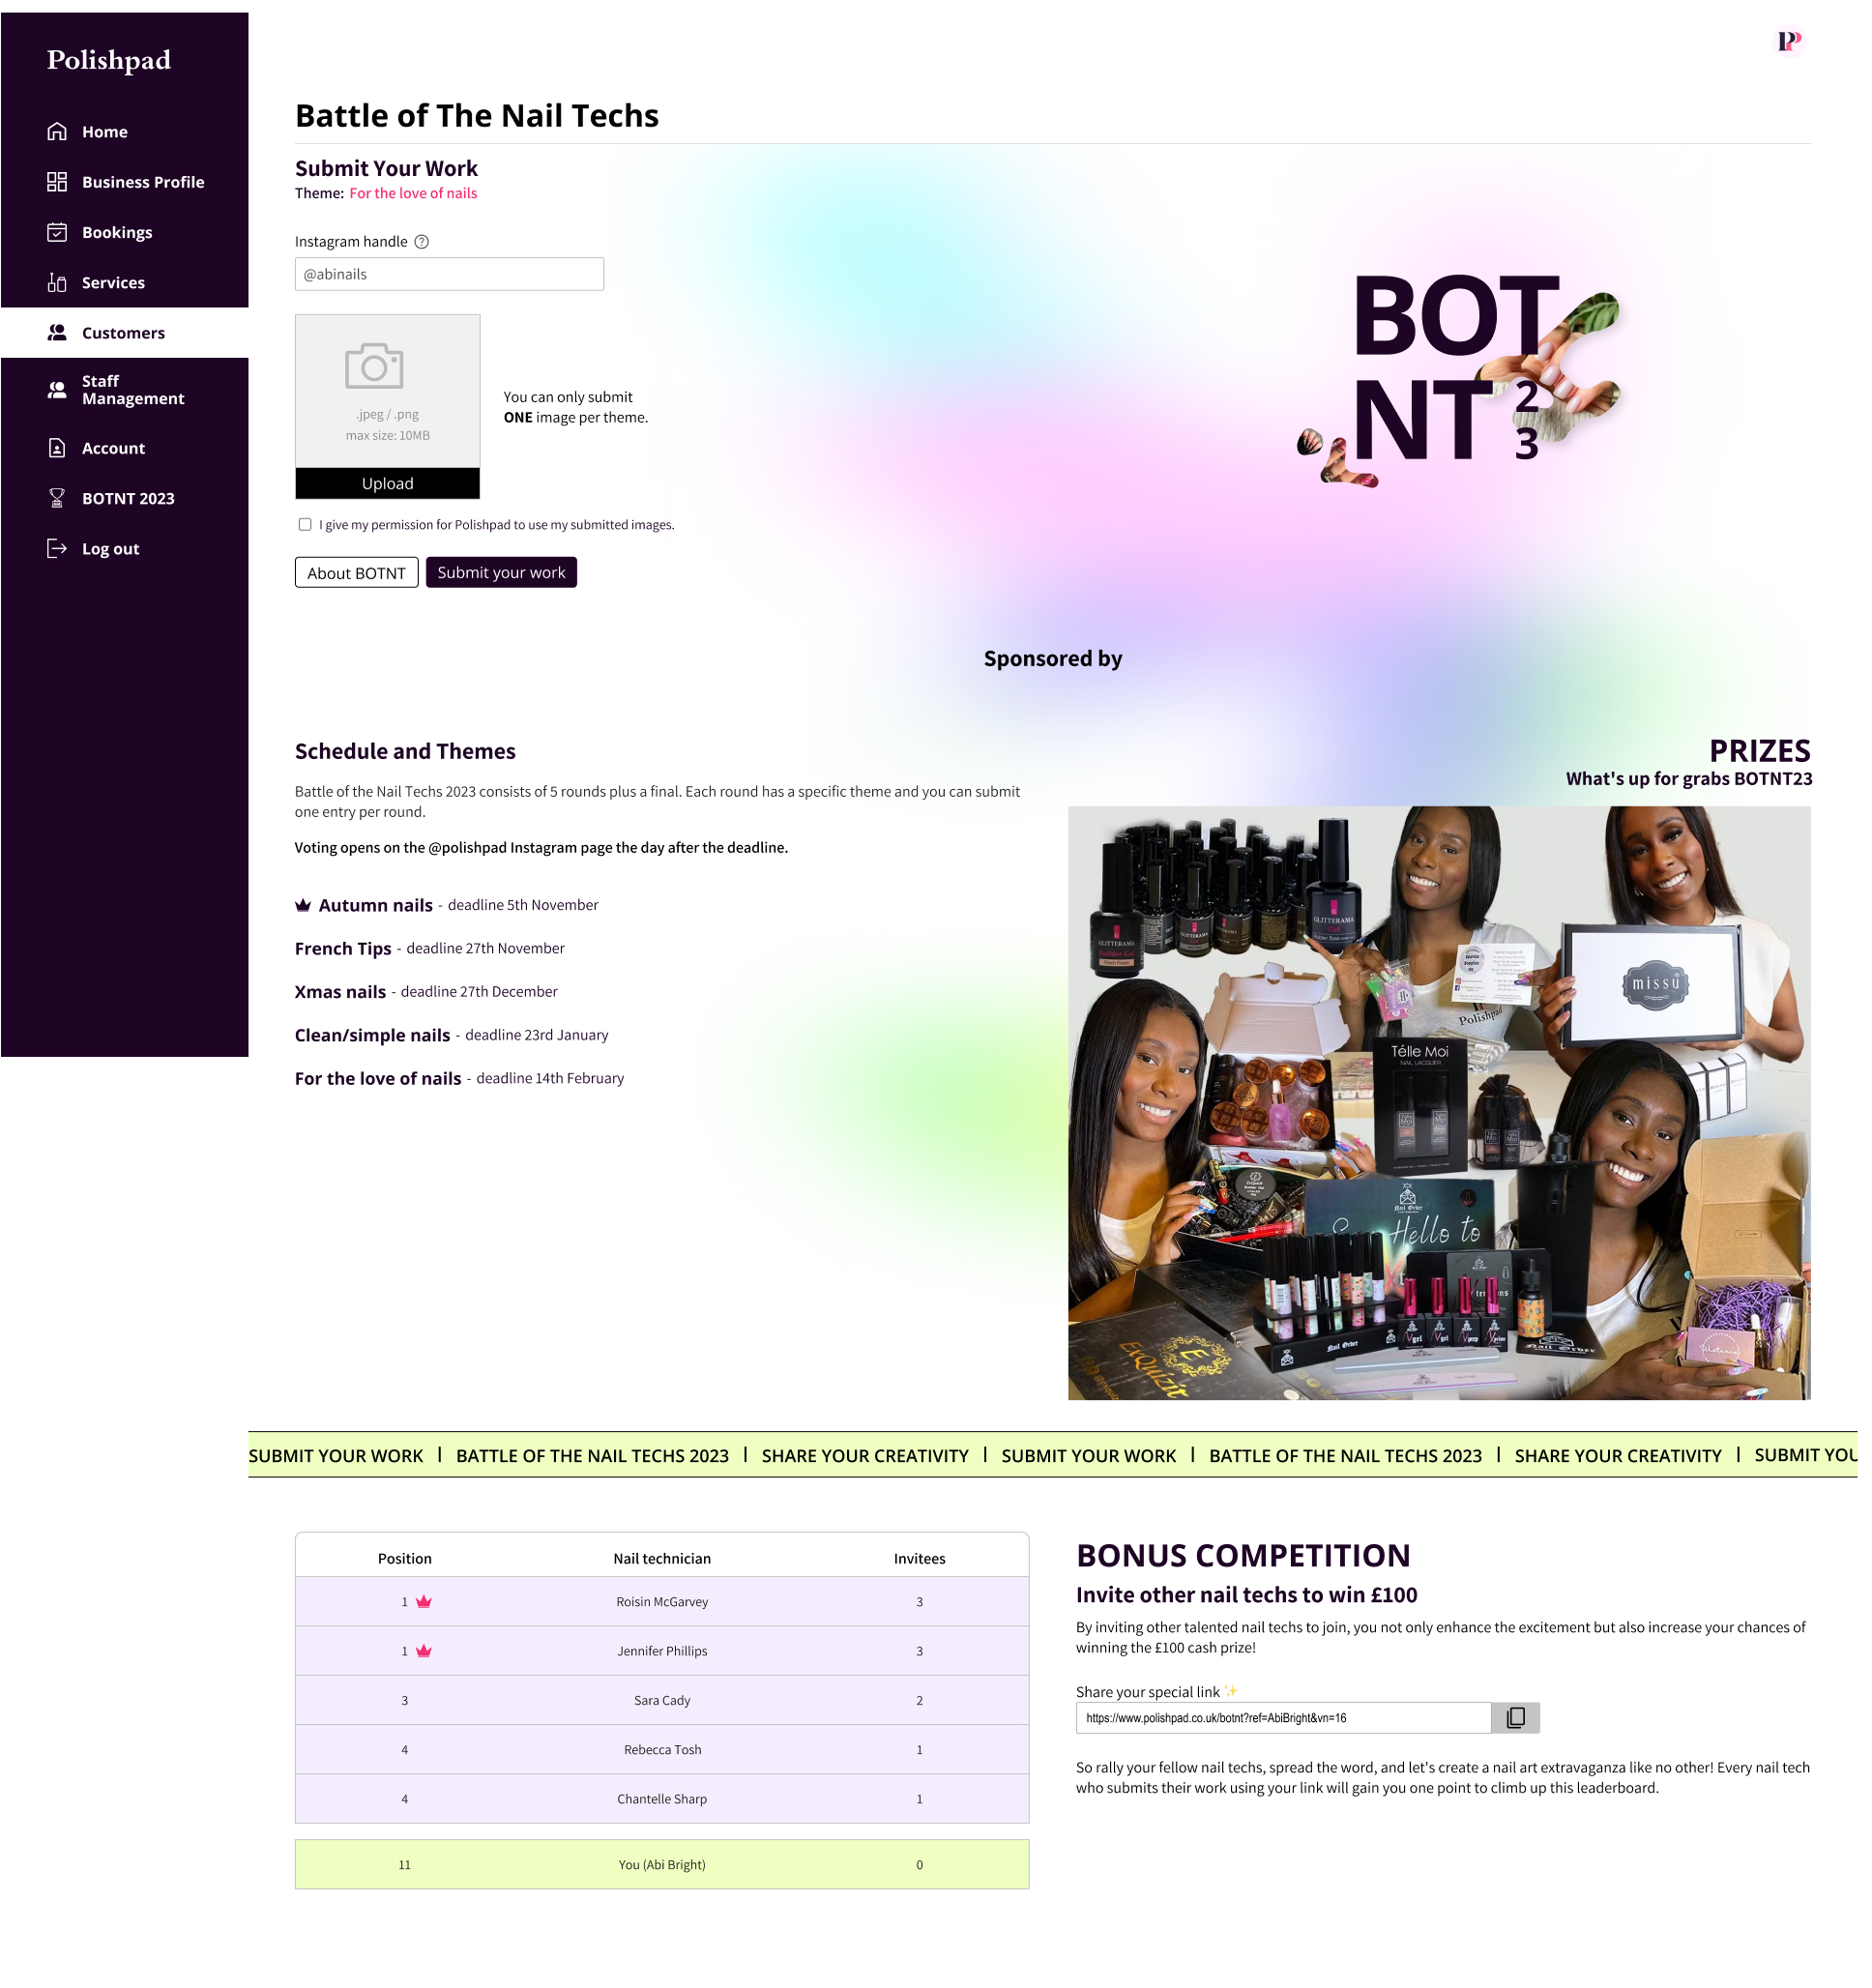 Polishpad
Home
Business Profile
Bookings
Services
Customers
Staff
Management
Account
BOTNT 2023
Log out
PP
Battle of The Nail Techs
Submit Your Work
Theme: For the love of nails
Instagram handle
@abinails
.jpeg / .png
max size: 10MB
Upload
You can only submit
ONE image per theme.
I give my permission for Polishpad to use my submitted images.
About BOTNT
Submit your work
BOT
NT 2
3
Sponsored by
Schedule and Themes
Battle of the Nail Techs 2023 consists of 5 rounds plus a final. Each round has a specific theme and you can submit
one entry per round.
Voting opens on the @polishpad Instagram page the day after the deadline.
Autumn nails - deadline 5th November
French Tips - deadline 27th November
Xmas nails - deadline 27th December
Clean/simple nails - deadline 23rd January
For the love of nails - deadline 14th February
PRIZES
What's up for grabs BOTNT23
GLITTERAMA
GLITTERAMA
Builder Gel
missu
Polishpad
Télle Moi
NAIL LACQUER
Nail Order
Hello to
Nail Order
Nail Order
ExQuizit
SUBMIT YOUR WORK | BATTLE OF THE NAIL TECHS 2023 | SHARE YOUR CREATIVITY | SUBMIT YOUR WORK | BATTLE OF THE NAIL TECHS 2023 | SHARE YOUR CREATIVITY | SUBMIT YOU
Position Nail technician Invitees
1 Roisin McGarvey 3
1 Jennifer Phillips 3
3 Sara Cady 2
4 Rebecca Tosh 1
4 Chantelle Sharp 1
11 You (Abi Bright) 0
BONUS COMPETITION
Invite other nail techs to win £100
By inviting other talented nail techs to join, you not only enhance the excitement but also increase your chances of
winning the £100 cash prize!
Share your special link ✨
https://www.polishpad.co.uk/botnt?ref=AbiBright&vn=16
So rally your fellow nail techs, spread the word, and let's create a nail art extravaganza like no other! Every nail tech
who submits their work using your link will gain you one point to climb up this leaderboard.